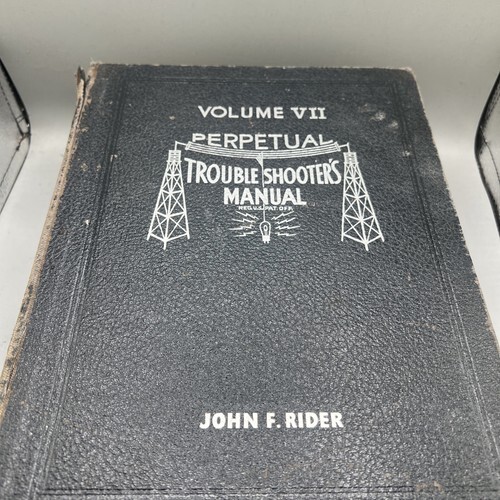 VOLUME VII
PERPETUAL
TROUBLE SHOOTER'S
MANUAL
REG. U.S. PAT. OFF.
JOHN F. RIDER